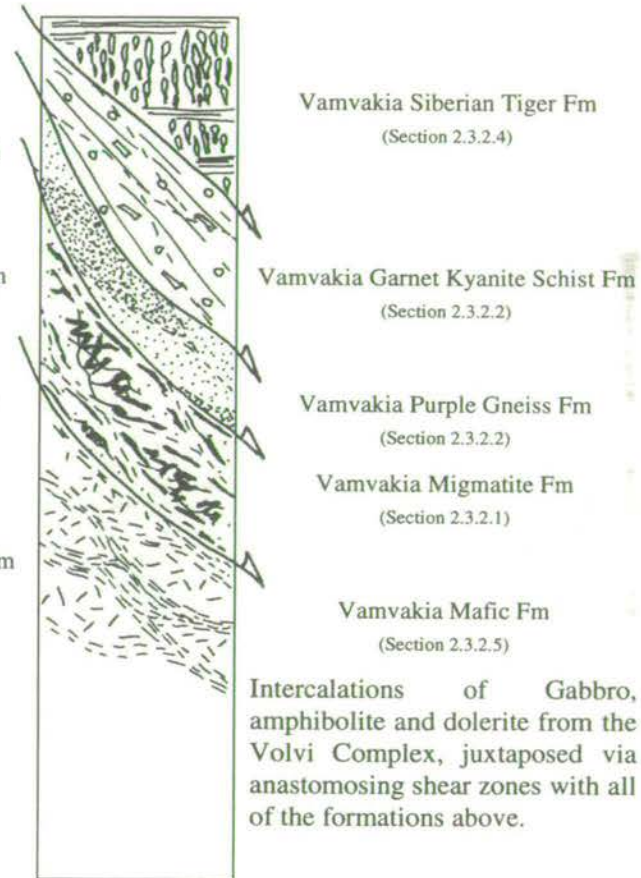 Vamvakia Siberian Tiger Fm
(Section 2.3.2.4)
Vamvakia Garnet Kyanite Schist Fm
(Section 2.3.2.2)
Vamvakia Purple Gneiss Fm
(Section 2.3.2.2)
Vamvakia Migmatite Fm
(Section 2.3.2.1)
Vamvakia Mafic Fm
(Section 2.3.2.5)
Intercalations of Gabbro,
amphibolite and dolerite from the
Volvi Complex, juxtaposed via
anastomosing shear zones with all
of the formations above.